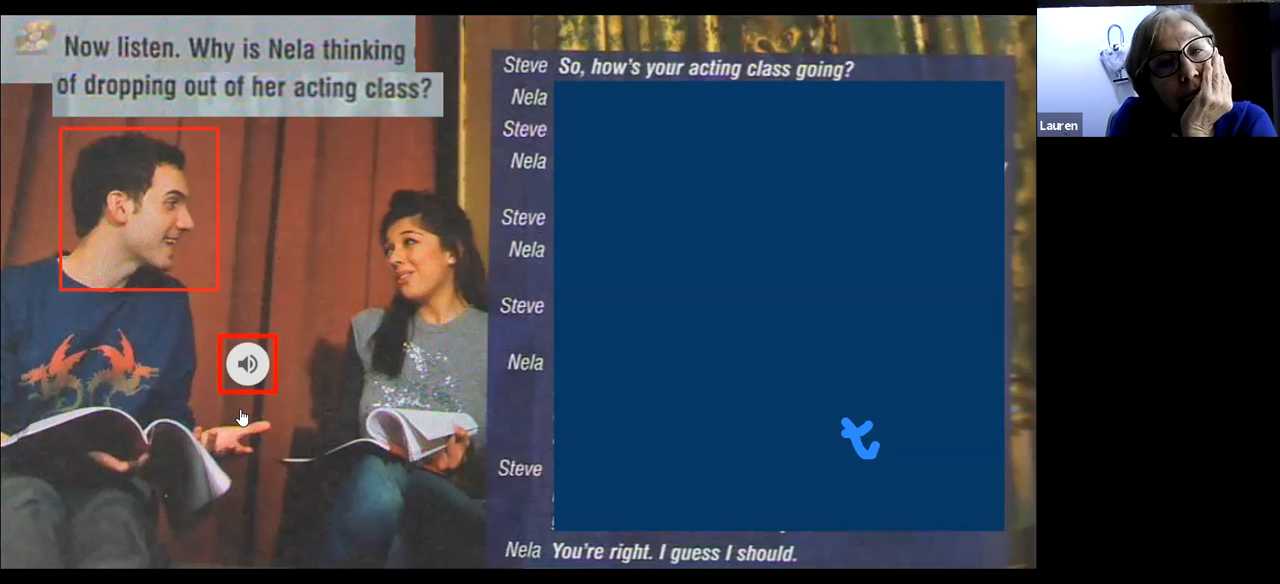 Now listen. Why is Nela thinking
of dropping out of her acting class?
Steve So, how's your acting class going?
Nela
Steve
Nela
Steve
Nela
Steve
Nela
Steve
Nela You're right. I guess I should.
t
Lauren